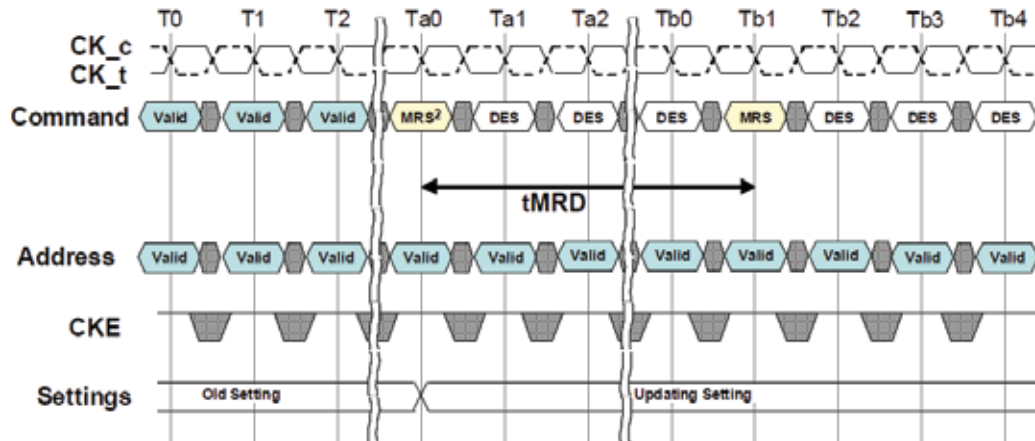 T0 T1 T2 Ta0 Ta1 Ta2 Tb0 Tb1 Tb2 Tb3 Tb4
CK_c
CK_t
Command Valid Valid Valid MRS² DES DES DES MRS DES DES DES
tMRD
Address Valid Valid Valid Valid Valid Valid Valid Valid Valid Valid Valid
CKE
Settings Old Setting Updating Setting